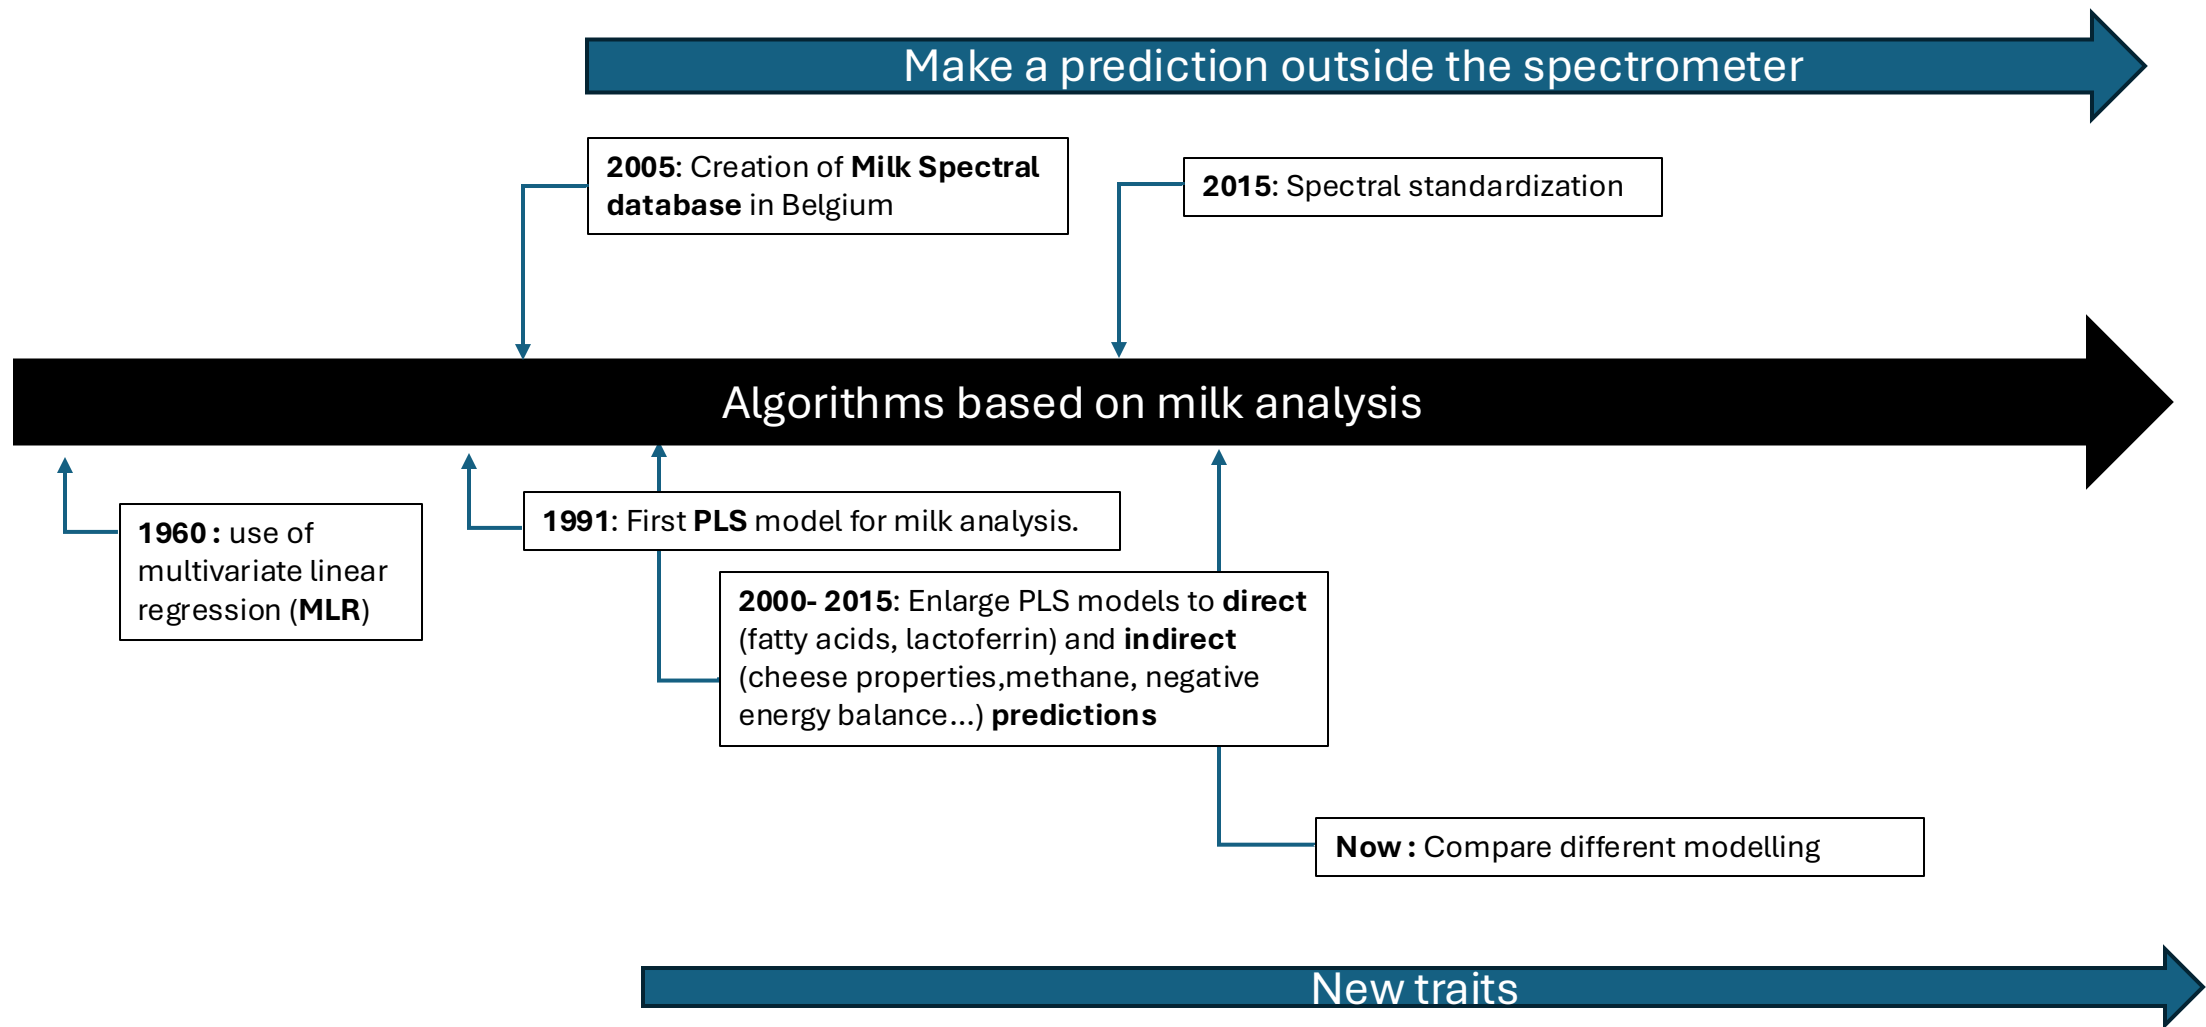 Make a prediction outside the spectrometer
2005: Creation of Milk Spectral
database in Belgium
2015: Spectral standardization
Algorithms based on milk analysis
1960 : use of
multivariate linear
regression (MLR)
1991: First PLS model for milk analysis.
2000- 2015: Enlarge PLS models to direct
(fatty acids, lactoferrin) and indirect
(cheese properties,methane, negative
energy balance...) predictions
Now : Compare different modelling
New traits